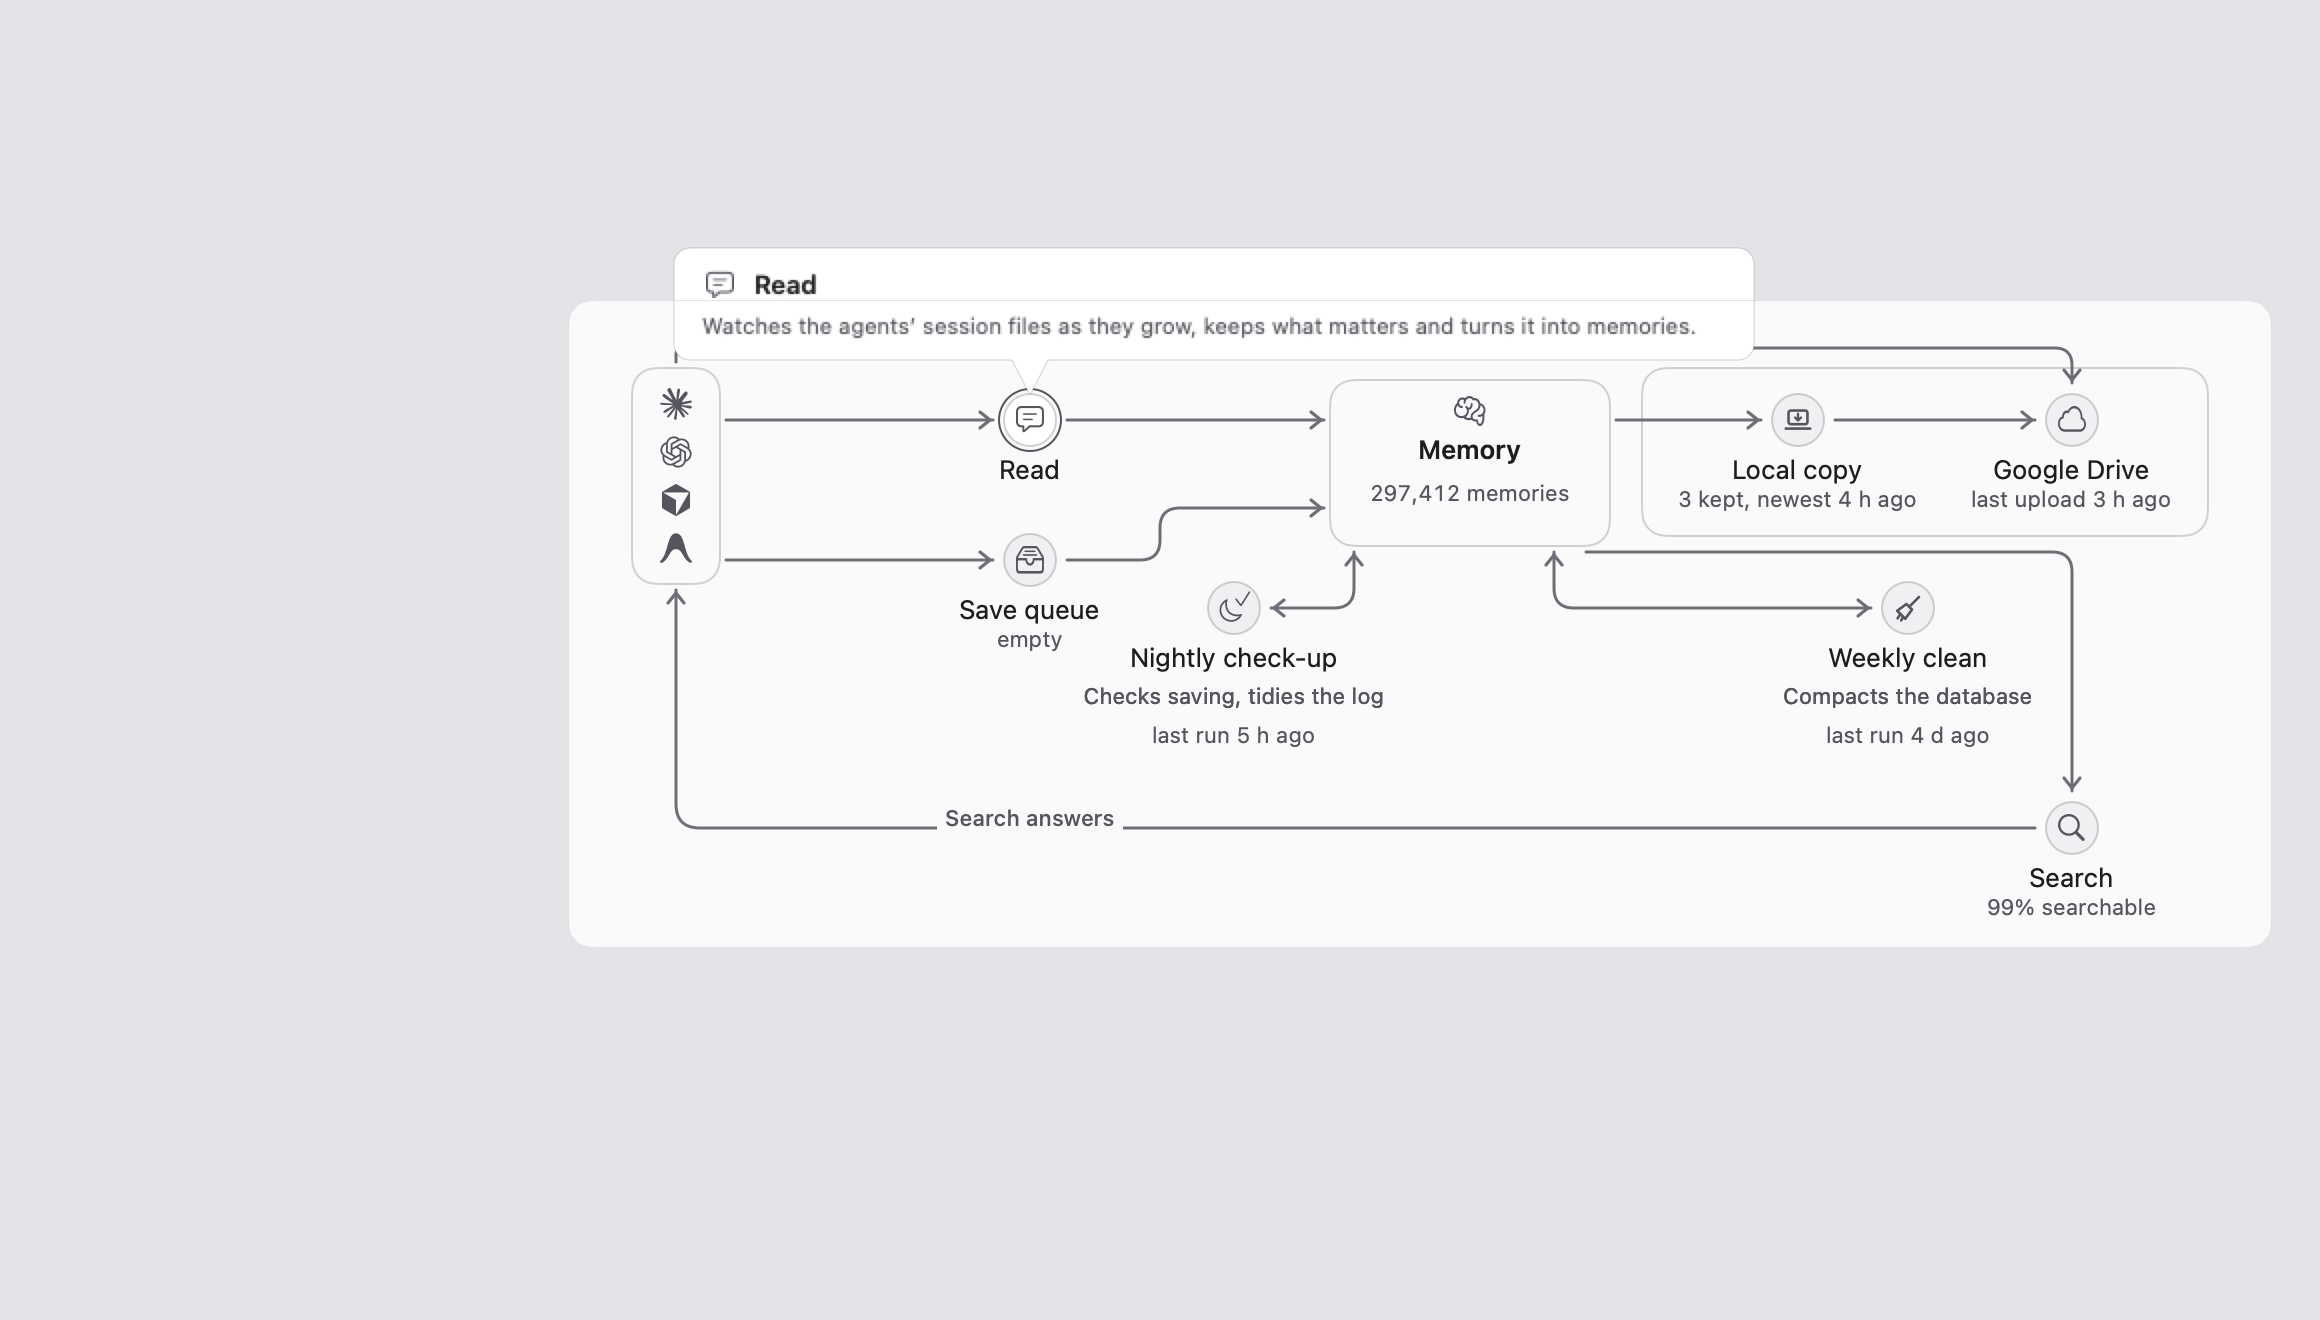 Read
Watches the agents’ session files as they grow, keeps what matters and turns it into memories.
Read
Memory
297,412 memories
Local copy
3 kept, newest 4 h ago
Google Drive
last upload 3 h ago
Save queue
empty
Nightly check-up
Checks saving, tidies the log
last run 5 h ago
Weekly clean
Compacts the database
last run 4 d ago
Search answers
Search
99% searchable